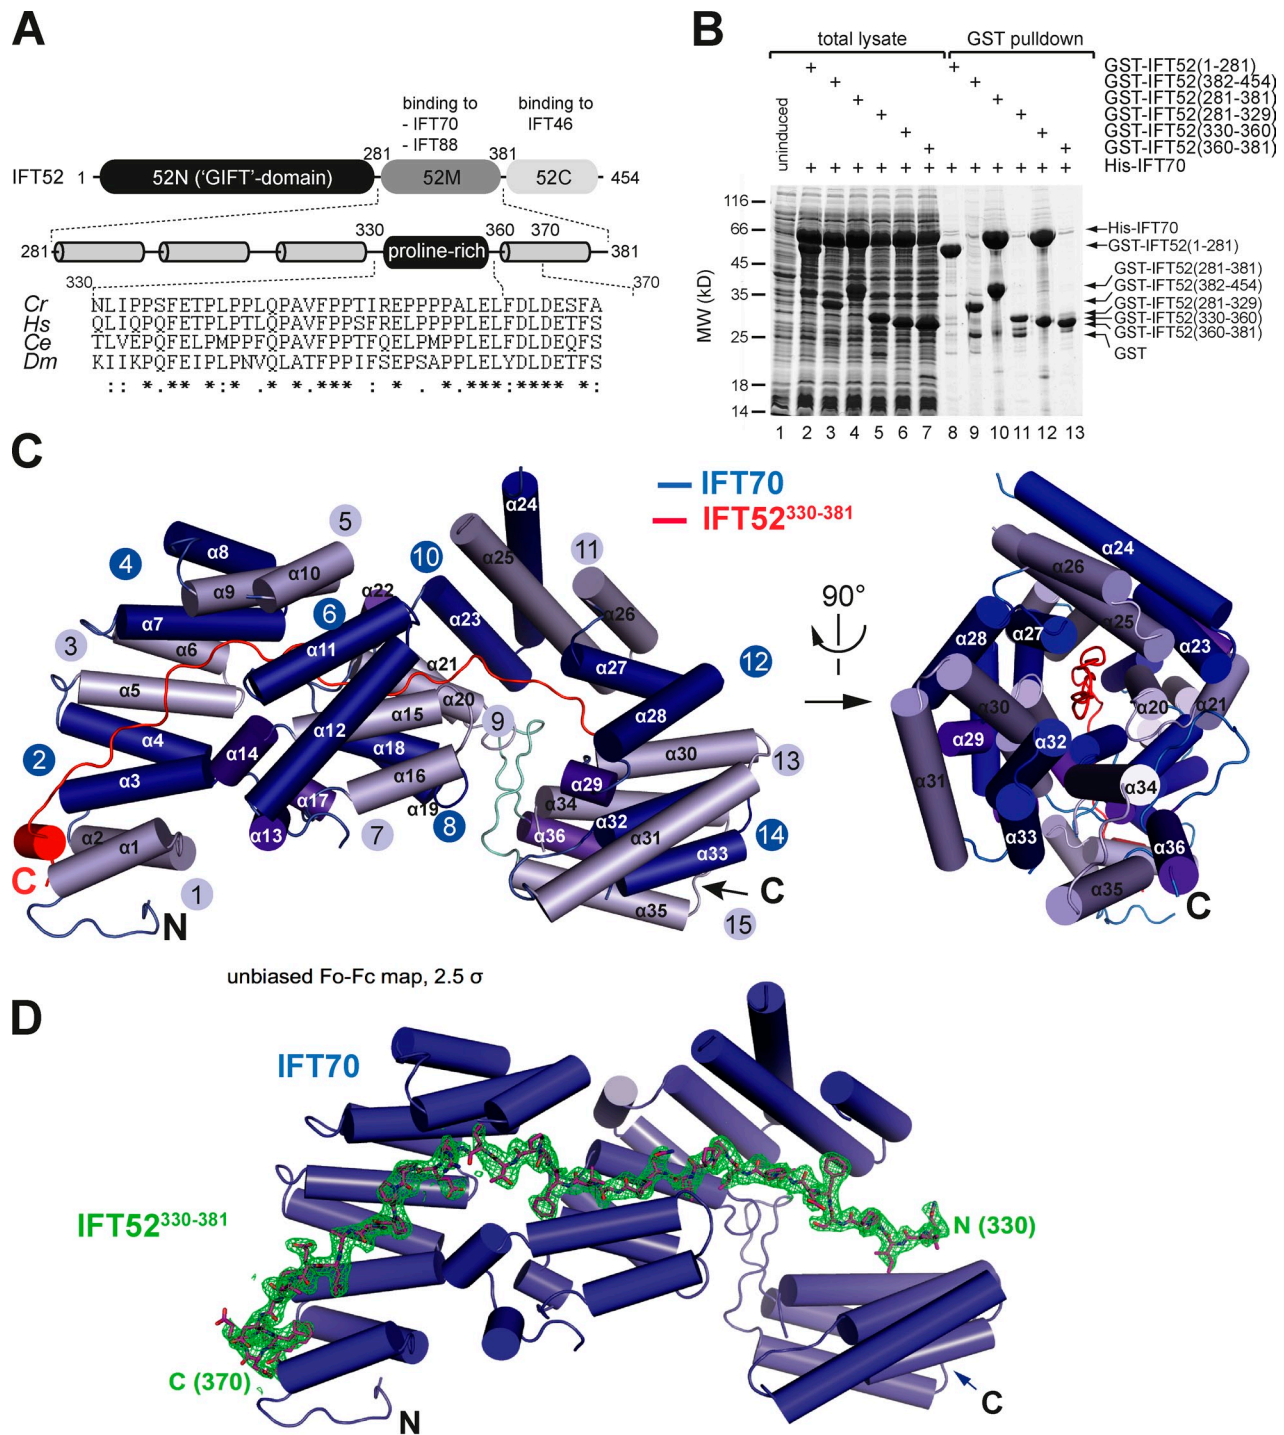 A
binding to
- IFT70
- IFT88
binding to
IFT46
IFT52 1 52N ('GIFT'-domain) 281 52M 381 52C 454
281 330 proline-rich 360 370 381
330 370
Cr NLIPPSFETPLPPLQPAVFPPTIREPPPPALELFDLDESFA
Hs QLIQPQFETPLPTLQPAVFPPSFRELPPPPLELFDLDETFS
Ce TLVEPQFEIPLMPPFQPAVFPPTFQELPMPPLELFDLDEQFS
Dm KIIKPQFEIPLPNVQLATFPPIFSEPSAPPLELYDLDETFS
B
total lysate GST pulldown
uninduced
+ + GST-IFT52(1-281)
+ + GST-IFT52(382-454)
+ + GST-IFT52(281-381)
+ + GST-IFT52(281-329)
+ + GST-IFT52(330-360)
+ + GST-IFT52(360-381)
+ + + + + + + + + + + + His-IFT70
MW (kD)
116
66
45
35
25
18
14
His-IFT70
GST-IFT52(1-281)
GST-IFT52(281-381)
GST-IFT52(382-454)
GST-IFT52(281-329)
GST-IFT52(330-360)
GST-IFT52(360-381)
GST
1 2 3 4 5 6 7 8 9 10 11 12 13
C
IFT70
IFT52330-381
90°
1 2 3 4 5 6 7 8 9 10 11 12 13 14 15
α1 α2 α3 α4 α5 α6 α7 α8 α9 α10 α11 α12 α13 α14 α15 α16 α17 α18 α19 α20 α21 α22 α23 α24 α25 α26 α27 α28 α29 α30 α31 α32 α33 α34 α35 α36
C
N
C
α24 α26 α25 α28 α27 α23 α30 α20 α21 α29 α32 α31 α34 α33 α36 α35
C
unbiased Fo-Fc map, 2.5 σ
D
IFT70
IFT52330-381
N (330)
C (370)
N
C